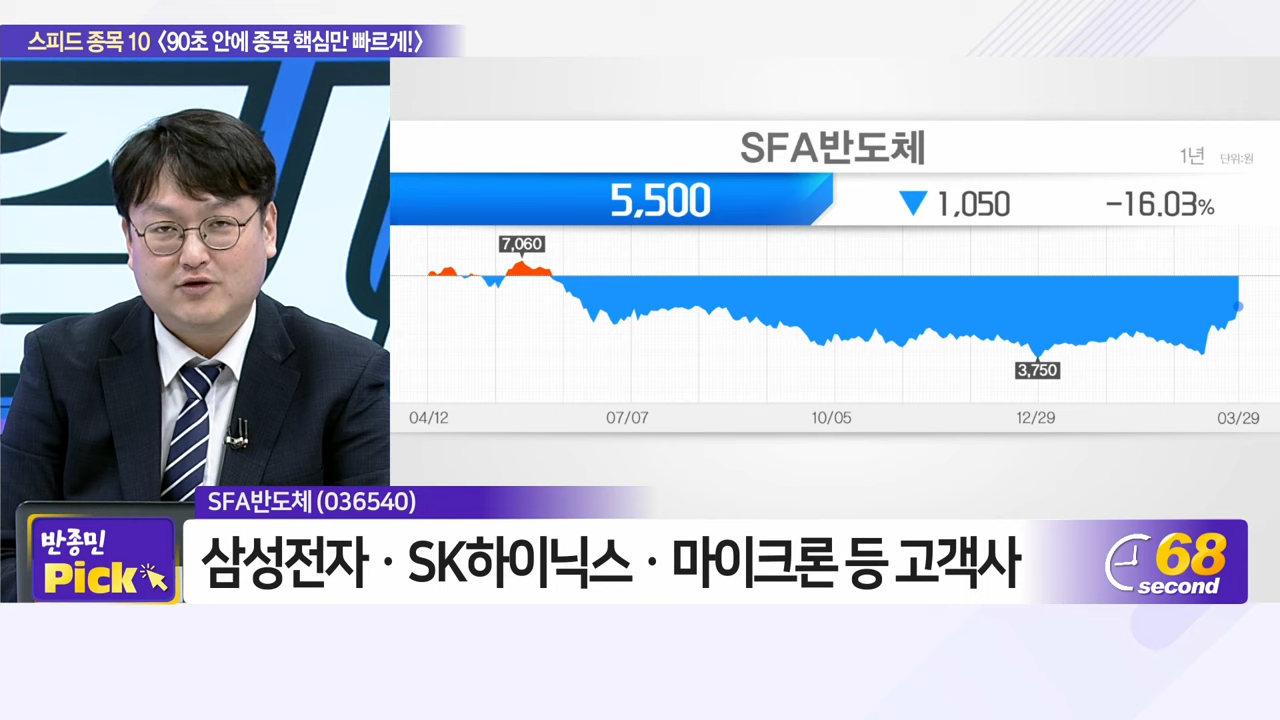 스피드 종목 10 〈90초 안에 종목 핵심만 빠르게!〉
SFA반도체
1년 단위:원
5,500 ▼ 1,050 -16.03%
7,060
3,750
04/12 07/07 10/05 12/29 03/29
SFA반도체 (036540)
반종민
Pick
삼성전자 · SK하이닉스 · 마이크론 등 고객사
68
second